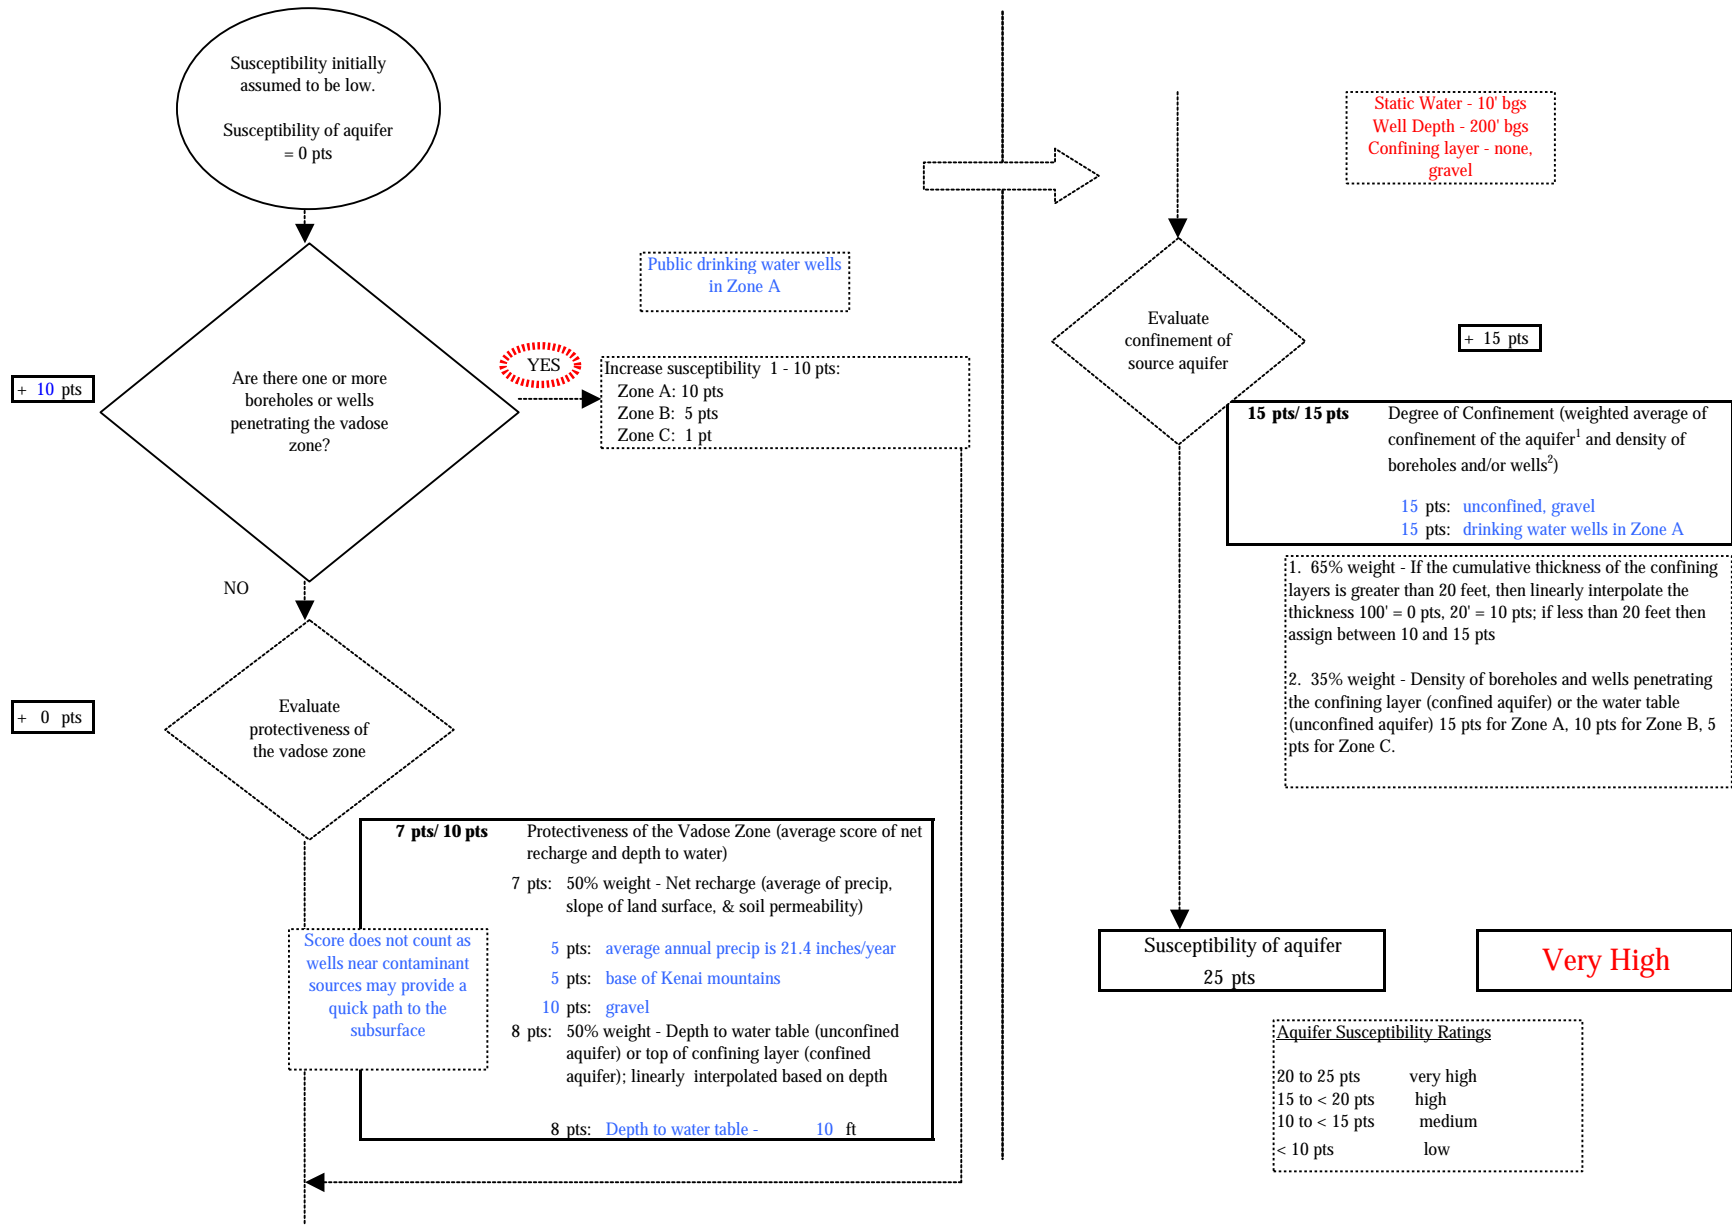 Susceptibility initially
assumed to be low.
Susceptibility of aquifer
= 0 pts
Public drinking water wells
in Zone A
+ 10 pts
Are there one or more
boreholes or wells
penetrating the vadose
zone?
YES
Increase susceptibility 1 - 10 pts:
Zone A: 10 pts
Zone B: 5 pts
Zone C: 1 pt
NO
+ 0 pts
Evaluate
protectiveness of
the vadose zone
7 pts/ 10 pts Protectiveness of the Vadose Zone (average score of net
recharge and depth to water)
7 pts: 50% weight - Net recharge (average of precip,
slope of land surface, & soil permeability)
5 pts: average annual precip is 21.4 inches/year
5 pts: base of Kenai mountains
10 pts: gravel
8 pts: 50% weight - Depth to water table (unconfined
aquifer) or top of confining layer (confined
aquifer); linearly interpolated based on depth
8 pts: Depth to water table - 10 ft
Score does not count as
wells near contaminant
sources may provide a
quick path to the
subsurface
Static Water - 10' bgs
Well Depth - 200' bgs
Confining layer - none,
gravel
Evaluate
confinement of
source aquifer
+ 15 pts
15 pts/ 15 pts Degree of Confinement (weighted average of
confinement of the aquifer1 and density of
boreholes and/or wells2)
15 pts: unconfined, gravel
15 pts: drinking water wells in Zone A
1. 65% weight - If the cumulative thickness of the confining
layers is greater than 20 feet, then linearly interpolate the
thickness 100' = 0 pts, 20' = 10 pts; if less than 20 feet then
assign between 10 and 15 pts
2. 35% weight - Density of boreholes and wells penetrating
the confining layer (confined aquifer) or the water table
(unconfined aquifer) 15 pts for Zone A, 10 pts for Zone B, 5
pts for Zone C.
Susceptibility of aquifer
25 pts
Very High
Aquifer Susceptibility Ratings
20 to 25 pts very high
15 to < 20 pts high
10 to < 15 pts medium
< 10 pts low